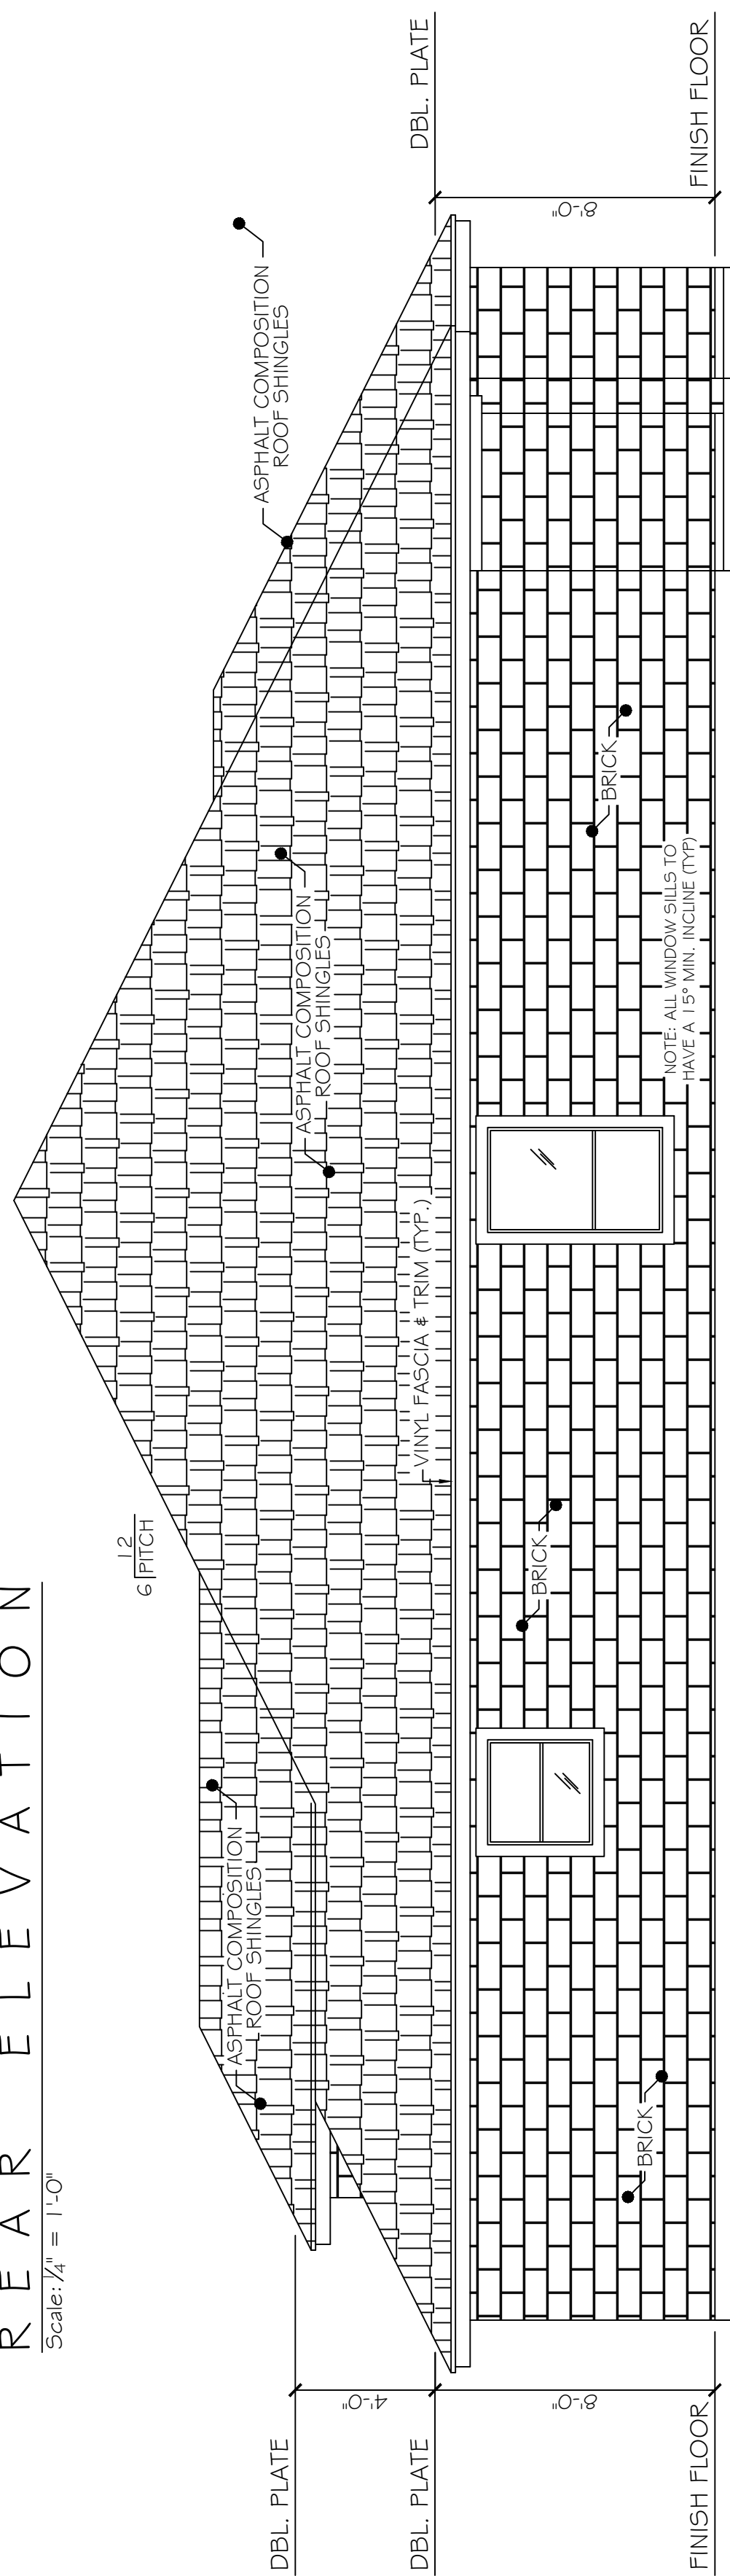 REAR ELEVATION
Scale: 1/4" = 1'-0"
12
6 PITCH
ASPHALT COMPOSITION
ROOF SHINGLES
ASPHALT COMPOSITION
ROOF SHINGLES
ASPHALT COMPOSITION
ROOF SHINGLES
VINYL FASCIA & TRIM (TYP.)
DBL. PLATE
4'-0"
DBL. PLATE
8'-0"
FINISH FLOOR
DBL. PLATE
8'-0"
FINISH FLOOR
BRICK
BRICK
BRICK
NOTE: ALL WINDOW SILLS TO
HAVE A 15° MIN. INCLINE (TYP)